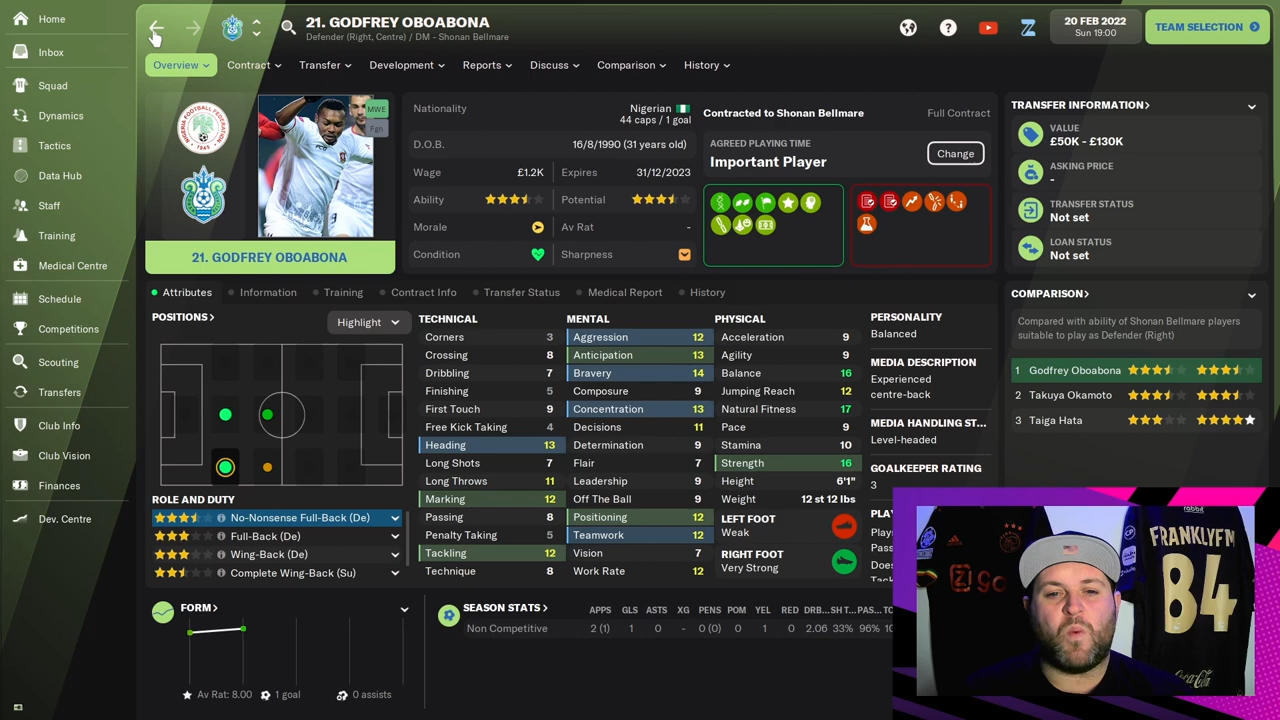 Home
Inbox
Squad
Dynamics
Tactics
Data Hub
Staff
Training
Medical Centre
Schedule
Competitions
Scouting
Transfers
Club Info
Club Vision
Finances
Dev. Centre
21. GODFREY OBOABONA
Defender (Right, Centre) / DM - Shonan Bellmare
20 FEB 2022
Sun 19:00
TEAM SELECTION
Overview
Contract
Transfer
Development
Reports
Discuss
Comparison
History
MWE
Fgn
21. GODFREY OBOABONA
Nationality Nigerian
44 caps / 1 goal
D.O.B. 16/8/1990 (31 years old)
Wage £1.2K Expires 31/12/2023
Ability Potential
Morale Av Rat -
Condition Sharpness
Contracted to Shonan Bellmare Full Contract
AGREED PLAYING TIME
Important Player
Change
TRANSFER INFORMATION>
VALUE
£50K - £130K
ASKING PRICE
-
TRANSFER STATUS
Not set
LOAN STATUS
Not set
Attributes
Information
Training
Contract Info
Transfer Status
Medical Report
History
POSITIONS>
Highlight
ROLE AND DUTY
No-Nonsense Full-Back (De)
Full-Back (De)
Wing-Back (De)
Complete Wing-Back (Su)
TECHNICAL
Corners 3
Crossing 8
Dribbling 7
Finishing 5
First Touch 9
Free Kick Taking 4
Heading 13
Long Shots 7
Long Throws 11
Marking 12
Passing 8
Penalty Taking 5
Tackling 12
Technique 8
MENTAL
Aggression 12
Anticipation 13
Bravery 14
Composure 9
Concentration 13
Decisions 11
Determination 9
Flair 7
Leadership 9
Off The Ball 9
Positioning 12
Teamwork 12
Vision 7
Work Rate 12
PHYSICAL
Acceleration 9
Agility 9
Balance 16
Jumping Reach 12
Natural Fitness 17
Pace 9
Stamina 10
Strength 16
Height 6'1"
Weight 12 st 12 lbs
LEFT FOOT
Weak
RIGHT FOOT
Very Strong
PERSONALITY
Balanced
MEDIA DESCRIPTION
Experienced
centre-back
MEDIA HANDLING ST...
Level-headed
GOALKEEPER RATING
3
COMPARISON>
Compared with ability of Shonan Bellmare players
suitable to play as Defender (Right)
1 Godfrey Oboabona
2 Takuya Okamoto
3 Taiga Hata
FORM>
Av Rat: 8.00
1 goal
0 assists
SEASON STATS> APPS GLS ASTS XG PENS POM YEL RED DRB... SH T... PAS...
Non Competitive 2 (1) 1 0 - 0 (0) 0 1 0 2.06 33% 96%
FRANKLYFM
84